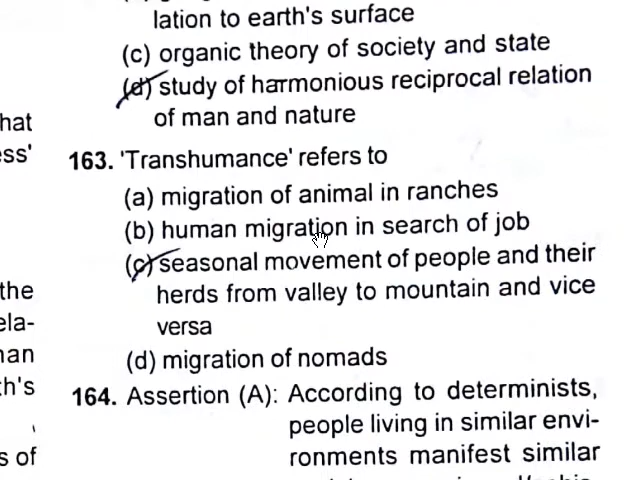 lation to earth's surface
(c) organic theory of society and state
(d) study of harmonious reciprocal relation
of man and nature
hat
ess'
163. 'Transhumance' refers to
(a) migration of animal in ranches
(b) human migration in search of job
(c) seasonal movement of people and their
herds from valley to mountain and vice
versa
(d) migration of nomads
the
ela-
nan
h's
s of
164. Assertion (A): According to determinists,
people living in similar envi-
ronments manifest similar